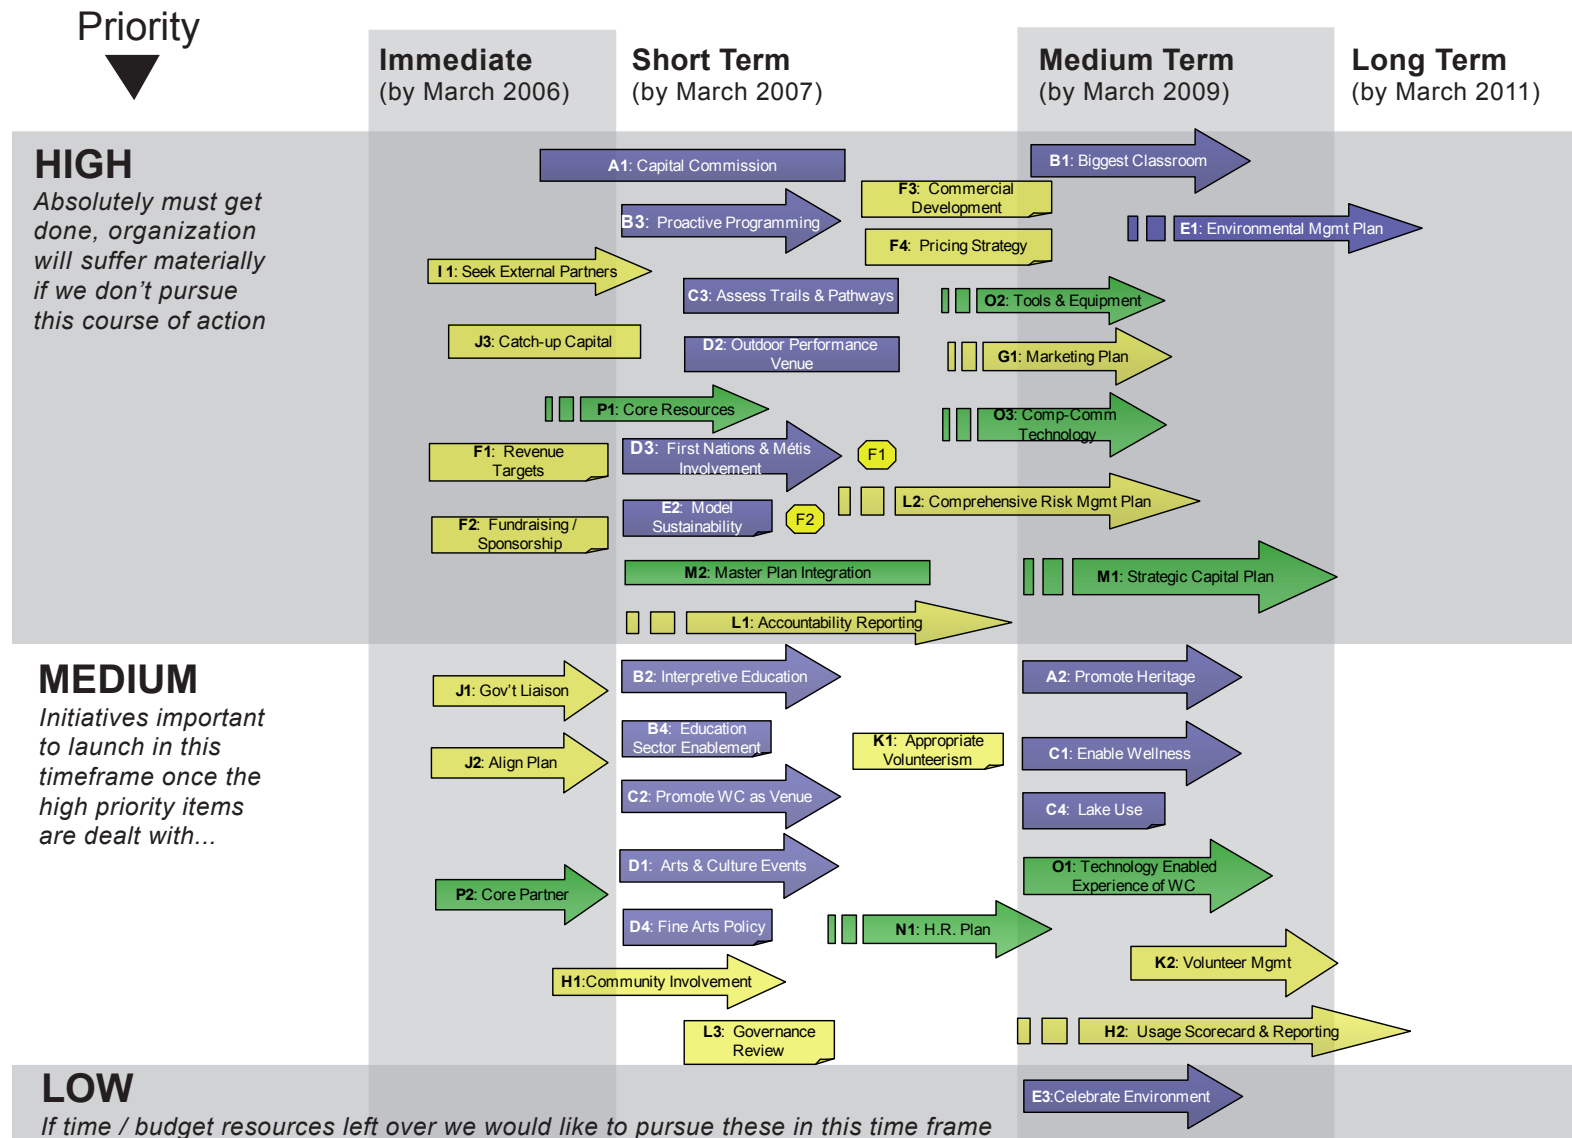 Priority
Immediate
(by March 2006)
Short Term
(by March 2007)
Medium Term
(by March 2009)
Long Term
(by March 2011)
HIGH
Absolutely must get
done, organization
will suffer materially
if we don't pursue
this course of action
A1: Capital Commission
B1: Biggest Classroom
F3: Commercial
Development
B3: Proactive Programming
E1: Environmental Mgmt Plan
F4: Pricing Strategy
I 1: Seek External Partners
C3: Assess Trails & Pathways
O2: Tools & Equipment
J3: Catch-up Capital
D2: Outdoor Performance
Venue
G1: Marketing Plan
P1: Core Resources
O3: Comp-Comm
Technology
F1: Revenue
Targets
D3: First Nations & Métis
Involvement
F1
L2: Comprehensive Risk Mgmt Plan
F2: Fundraising /
Sponsorship
E2: Model
Sustainability
F2
M2: Master Plan Integration
M1: Strategic Capital Plan
L1: Accountability Reporting
MEDIUM
Initiatives important
to launch in this
timeframe once the
high priority items
are dealt with...
J1: Gov't Liaison
B2: Interpretive Education
A2: Promote Heritage
B4: Education
Sector Enablement
K1: Appropriate
Volunteerism
C1: Enable Wellness
J2: Align Plan
C2: Promote WC as Venue
C4: Lake Use
D1: Arts & Culture Events
O1: Technology Enabled
Experience of WC
P2: Core Partner
D4: Fine Arts Policy
N1: H.R. Plan
K2: Volunteer Mgmt
H1:Community Involvement
L3: Governance
Review
H2: Usage Scorecard & Reporting
LOW
If time / budget resources left over we would like to pursue these in this time frame
E3:Celebrate Environment